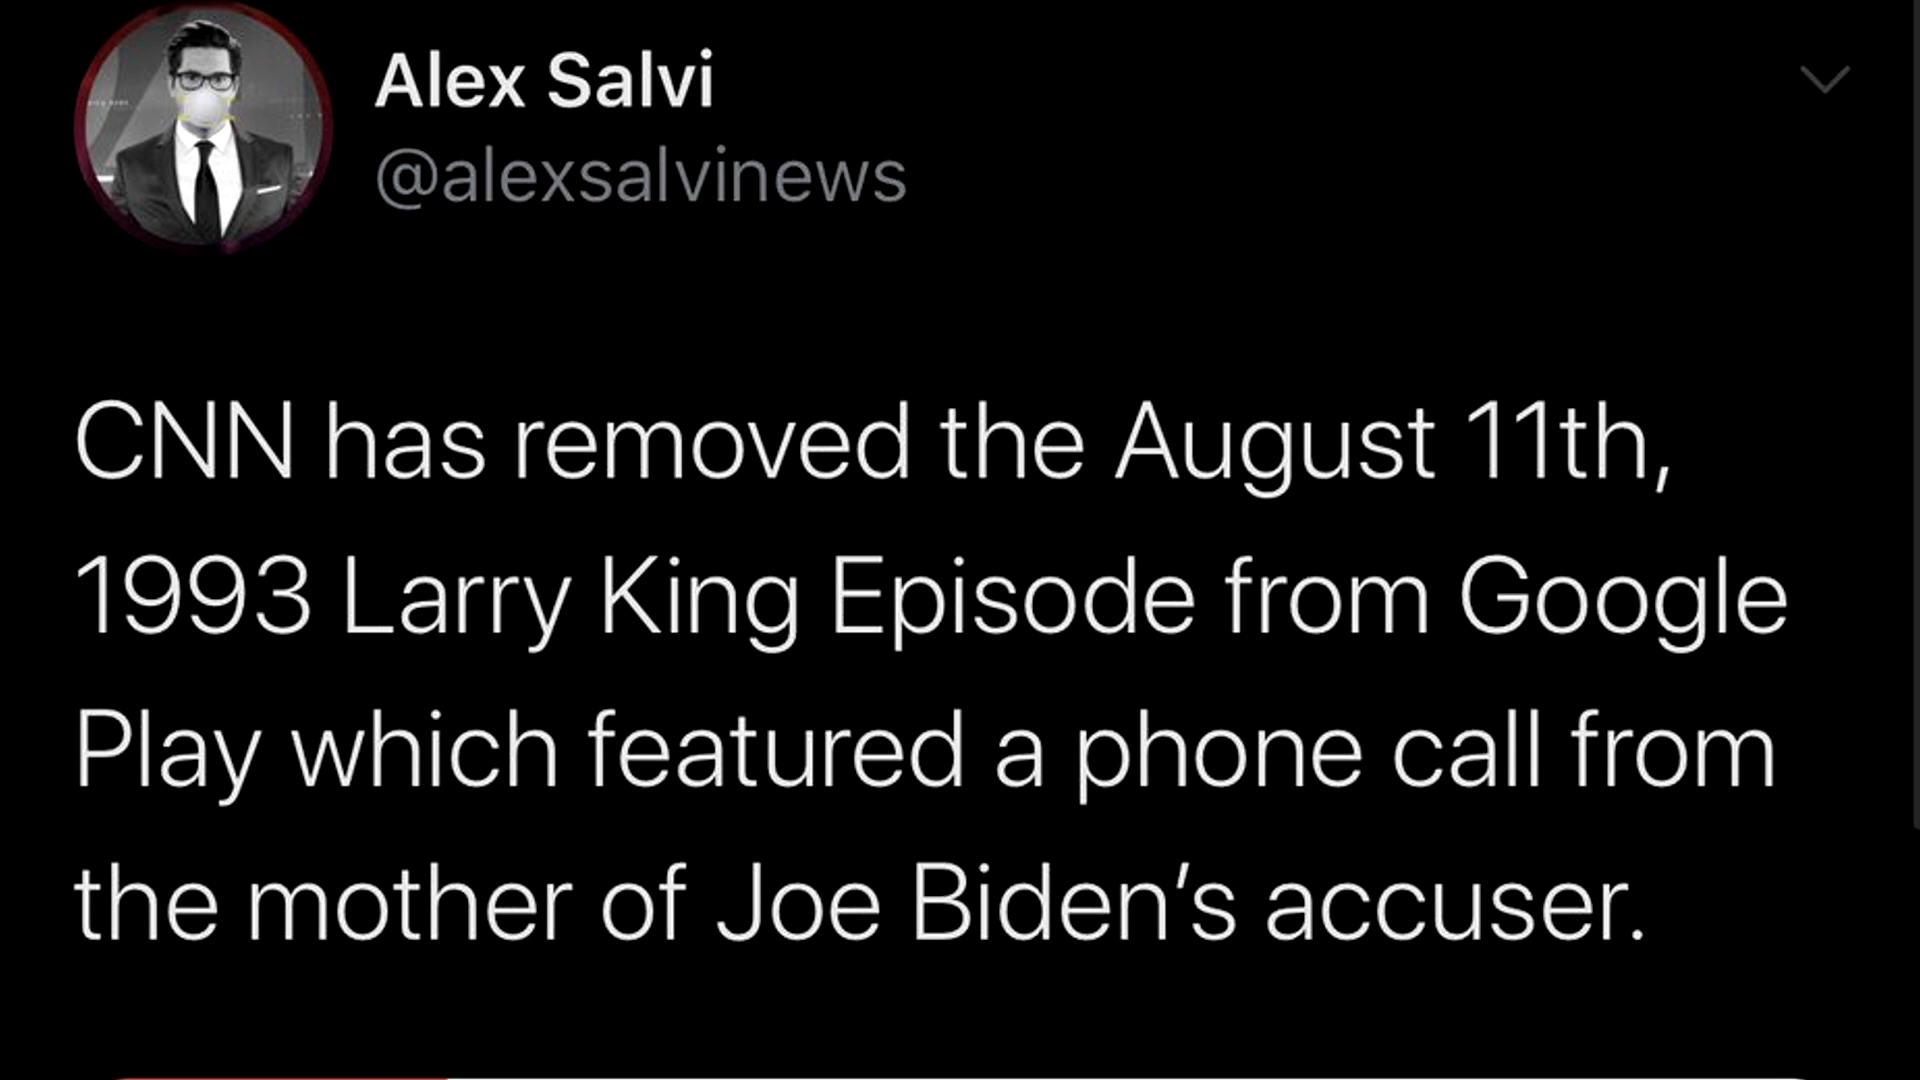 Alex Salvi
@alexsalvinews
CNN has removed the August 11th,
1993 Larry King Episode from Google
Play which featured a phone call from
the mother of Joe Biden’s accuser.